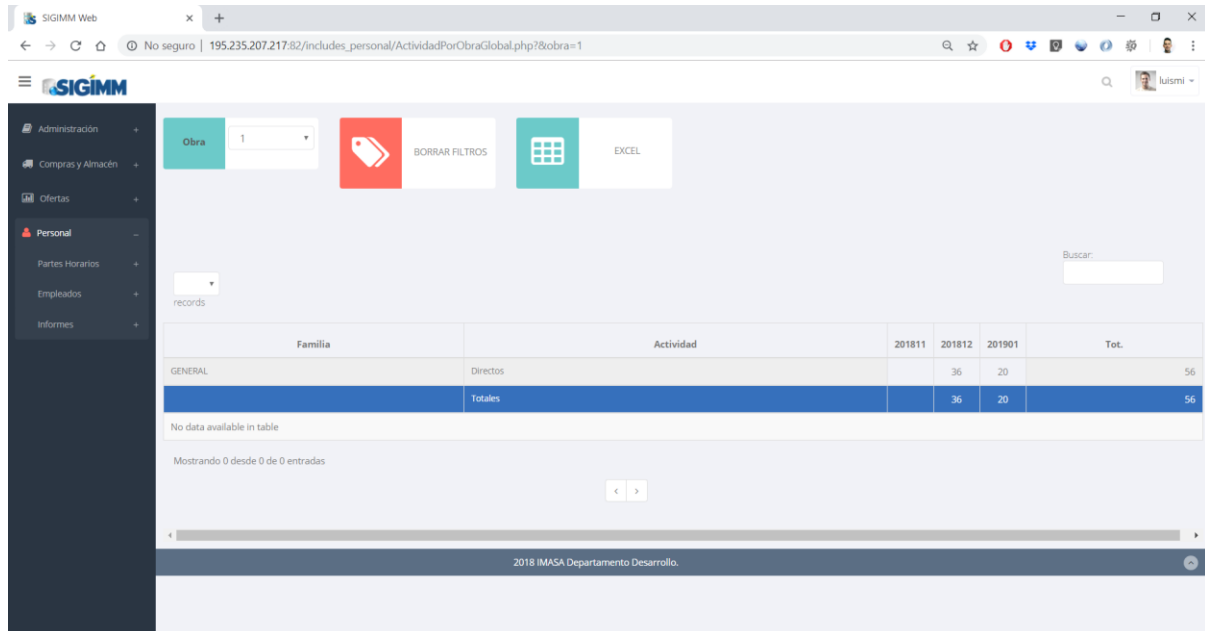 SIGIMM Web
No seguro | 195.235.207.217:82/includes_personal/ActividadPorObraGlobal.php?&obra=1
SIGÍMM
luismi
Administración +
Compras y Almacén +
Ofertas +
Personal -
Partes Horarios +
Empleados +
Informes +
Obra 1
BORRAR FILTROS
EXCEL
Buscar:
records
Familia Actividad 201811 201812 201901 Tot.
GENERAL Directos 36 20 56
Totales 36 20 56
No data available in table
Mostrando 0 desde 0 de 0 entradas
< >
2018 IMASA Departamento Desarrollo.